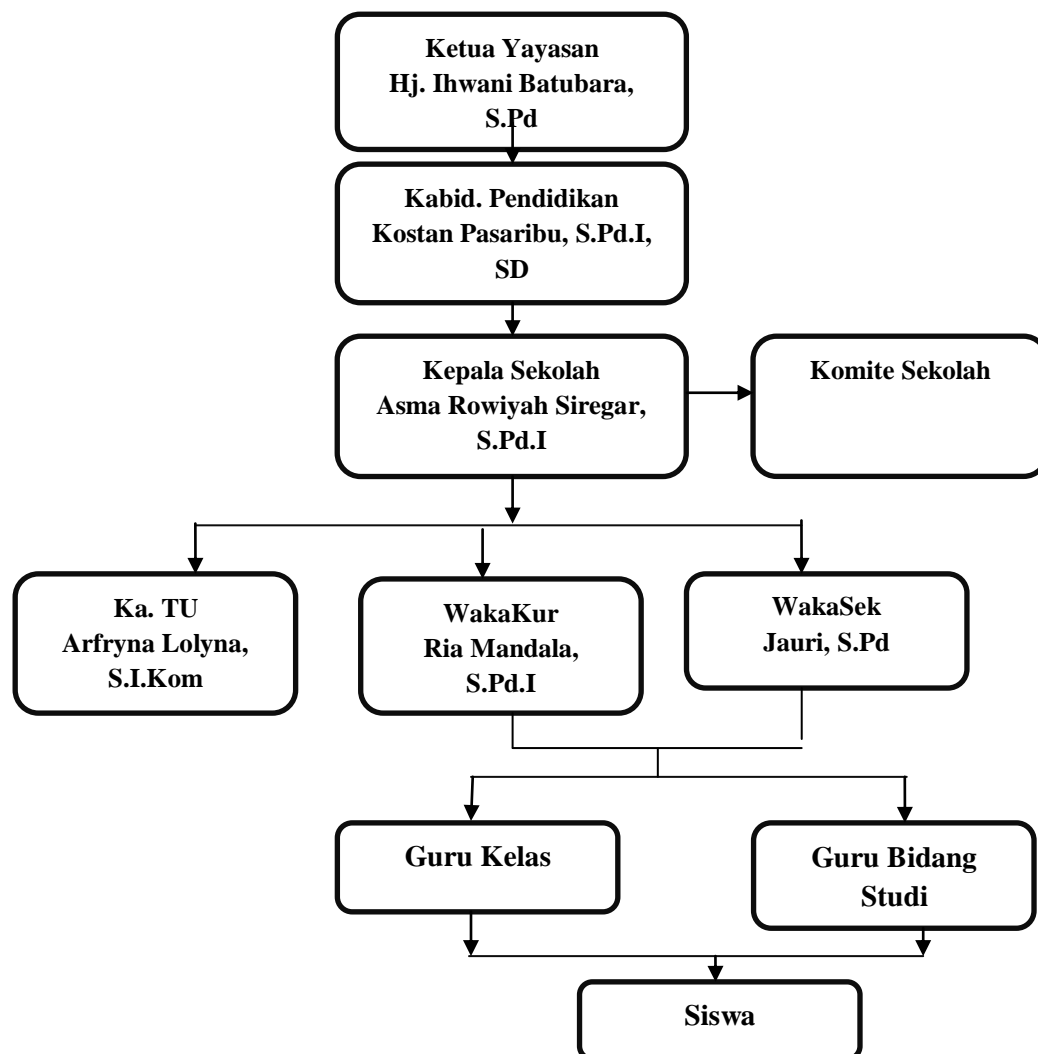 Ketua Yayasan
Hj. Ihwani Batubara,
S.Pd
Kabid. Pendidikan
Kostan Pasaribu, S.Pd.I,
SD
Kepala Sekolah
Asma Rowiyah Siregar,
S.Pd.I
Komite Sekolah
Ka. TU
Arfryna Lolyna,
S.I.Kom
WakaKur
Ria Mandala,
S.Pd.I
WakaSek
Jauri, S.Pd
Guru Kelas
Guru Bidang
Studi
Siswa